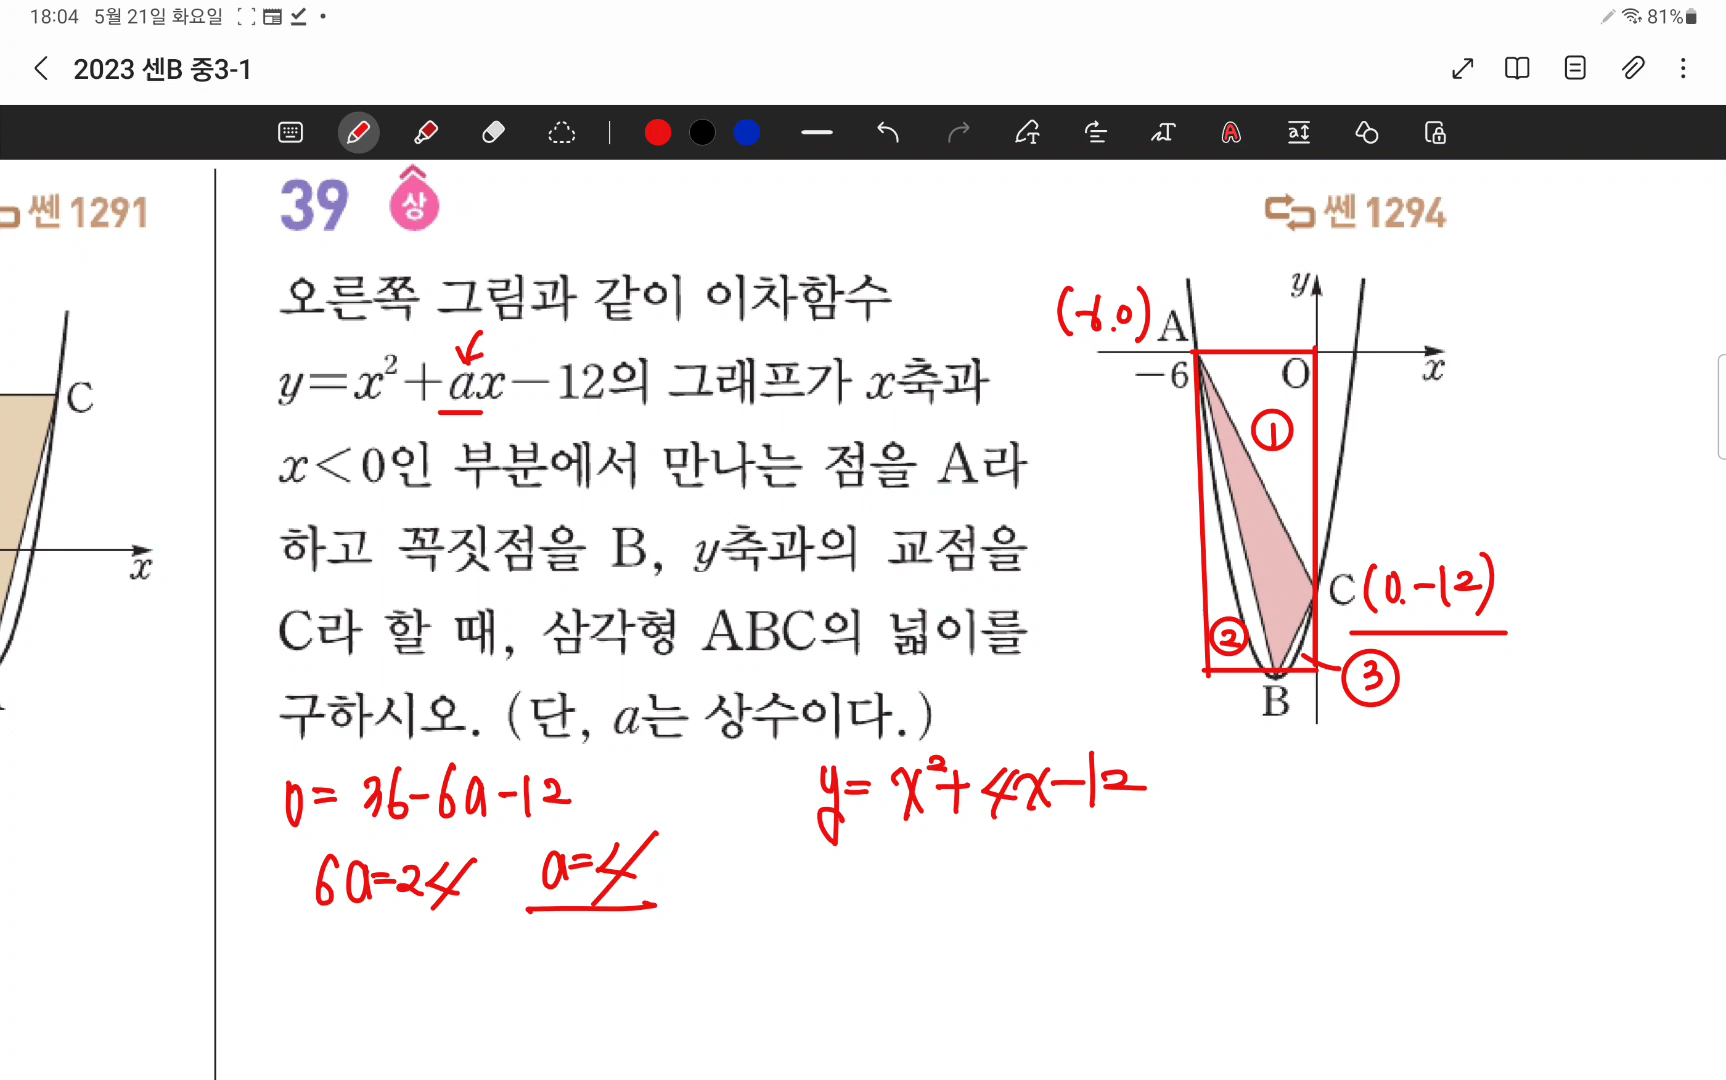 18:04 5월 21일 화요일
81%
2023 센B 중3-1
쎈 1291
C
x
39 상
쎈 1294
오른쪽 그림과 같이 이차함수
y=x²+ax-12의 그래프가 x축과
x<0인 부분에서 만나는 점을 A라
하고 꼭짓점을 B, y축과의 교점을
C라 할 때, 삼각형 ABC의 넓이를
구하시오. (단, a는 상수이다.)
(-6.0) A
y
-6
O
x
①
C (0.-12)
②
③
B
0=36-6a-12
y=x²+4x-12
6a=24
a=4